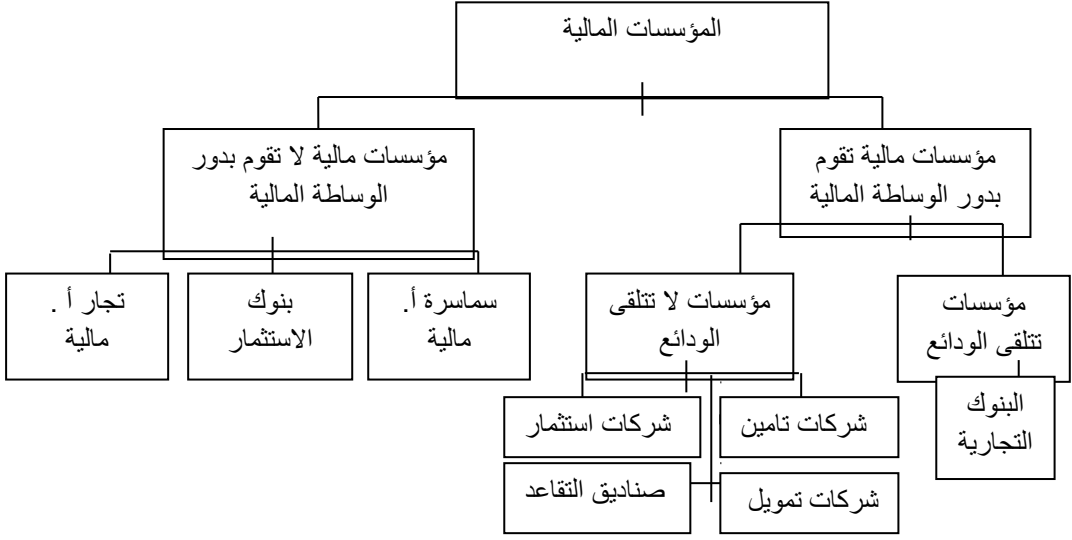 المؤسسات المالية
مؤسسات مالية تقوم
بدور الوساطة المالية
مؤسسات مالية لا تقوم بدور
الوساطة المالية
مؤسسات
تتلقى الودائع
مؤسسات لا تتلقى
الودائع
سماسرة أ.
مالية
بنوك
الاستثمار
تجار أ .
مالية
البنوك
التجارية
شركات تامين
شركات استثمار
شركات تمويل
صناديق التقاعد